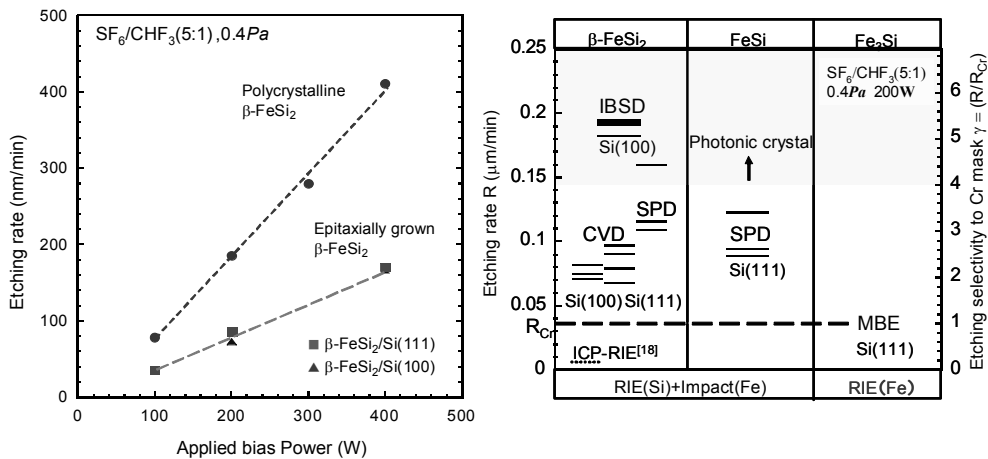 SF₆/CHF₃(5:1),0.4Pa
Polycrystalline
β-FeSi₂
Epitaxially grown
β-FeSi₂
β-FeSi₂/Si(111)
β-FeSi₂/Si(100)
500
400
300
200
100
0
0
100
200
300
400
500
Etching rate (nm/min)
Applied bias Power (W)
β-FeSi₂
FeSi
Fe₃Si
SF₆/CHF₃(5:1)
0.4Pa 200W
IBSD
Si(100)
Photonic crystal
SPD
CVD
SPD
Si(111)
Si(100)
Si(111)
MBE
Si(111)
ICP-RIE[18]
RIE(Si)+Impact(Fe)
RIE(Fe)
0.25
0.2
0.15
0.1
0.05
R_Cr
0
Etching rate R (μm/min)
6
5
4
3
2
1
0
Etching selectivity to Cr mask γ = (R/R_Cr)